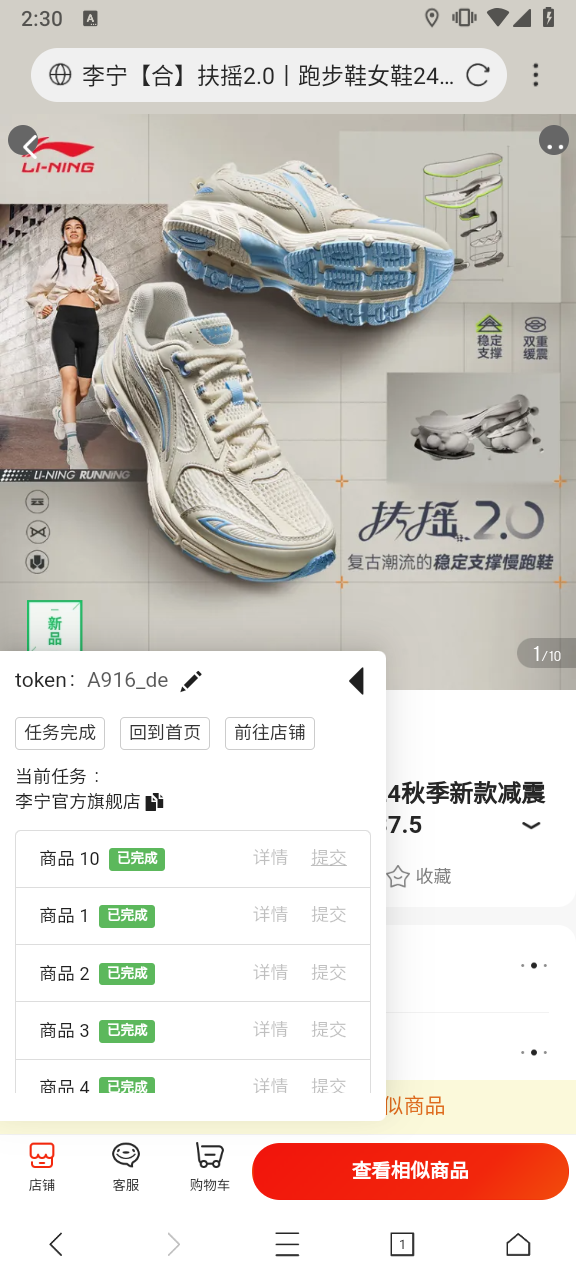 2:30
李宁【合】扶摇2.0丨跑步鞋女鞋24...
LI-NING
稳定
支撑
双重
缓震
LI-NING RUNNING
扶摇 2.0
复古潮流的稳定支撑慢跑鞋
新
品
1/10
token: A916_de
任务完成 回到首页 前往店铺
当前任务：
李宁官方旗舰店
4秋季新款减震
7.5
商品 10 已完成 详情 提交
收藏
商品 1 已完成 详情 提交
商品 2 已完成 详情 提交
商品 3 已完成 详情 提交
商品 4 已完成 详情 提交
似商品
店铺 客服 购物车 查看相似商品
1